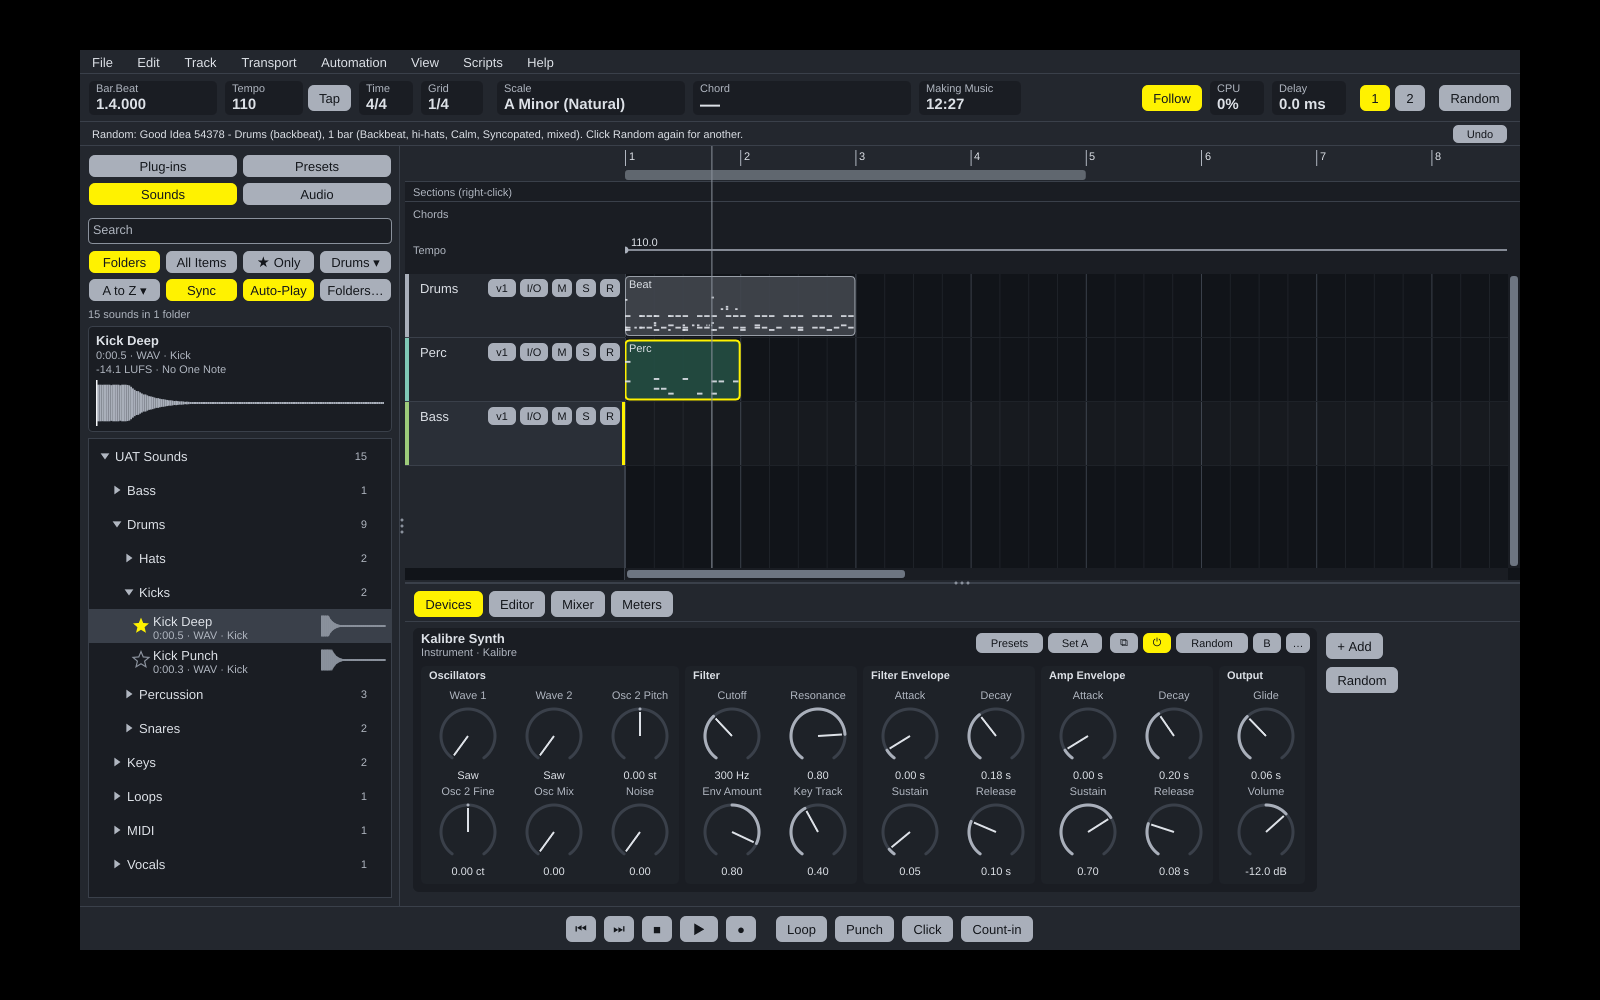 File Edit Track Transport Automation View Scripts Help
Bar.Beat Tempo Time Grid Scale Chord Making Music CPU Delay
1.4.000 110 Tap 4/4 1/4 A Minor (Natural) — 12:27 Follow 0% 0.0 ms 1 2 Random
Random: Good Idea 54378 - Drums (backbeat), 1 bar (Backbeat, hi-hats, Calm, Syncopated, mixed). Click Random again for another. Undo
Plug-ins Presets
Sounds Audio
Search
Folders All Items ★ Only Drums ▾
A to Z ▾ Sync Auto-Play Folders…
15 sounds in 1 folder
Kick Deep
0:00.5 · WAV · Kick
-14.1 LUFS · No One Note
UAT Sounds 15
Bass 1
Drums 9
Hats 2
Kicks 2
Kick Deep
0:00.5 · WAV · Kick
Kick Punch
0:00.3 · WAV · Kick
Percussion 3
Snares 2
Keys 2
Loops 1
MIDI 1
Vocals 1
1 2 3 4 5 6 7 8
Sections (right-click)
Chords
Tempo 110.0
Drums v1 I/O M S R Beat
Perc v1 I/O M S R Perc
Bass v1 I/O M S R
Devices Editor Mixer Meters
Kalibre Synth
Instrument · Kalibre
Presets Set A Random B …
+ Add
Random
Oscillators Filter Filter Envelope Amp Envelope Output
Wave 1 Wave 2 Osc 2 Pitch Cutoff Resonance Attack Decay Attack Decay Glide
Saw Saw 0.00 st 300 Hz 0.80 0.00 s 0.18 s 0.00 s 0.20 s 0.06 s
Osc 2 Fine Osc Mix Noise Env Amount Key Track Sustain Release Sustain Release Volume
0.00 ct 0.00 0.00 0.80 0.40 0.05 0.10 s 0.70 0.08 s -12.0 dB
Loop Punch Click Count-in